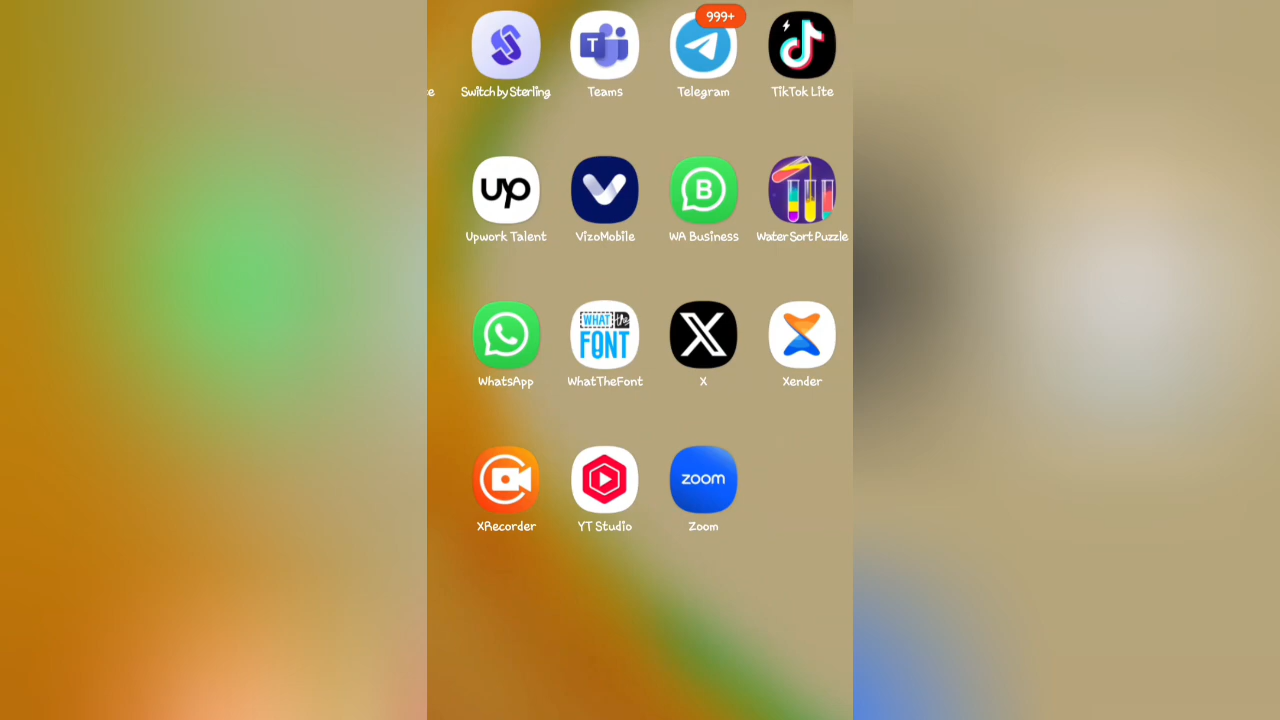 999+
T
ce
Switch by Sterling
Teams
Telegram
TikTok Lite
up
B
Upwork Talent
VizoMobile
WA Business
Water Sort Puzzle
WHAT the
FONT
X
WhatsApp
WhatTheFont
X
Xender
zoom
XRecorder
YT Studio
Zoom